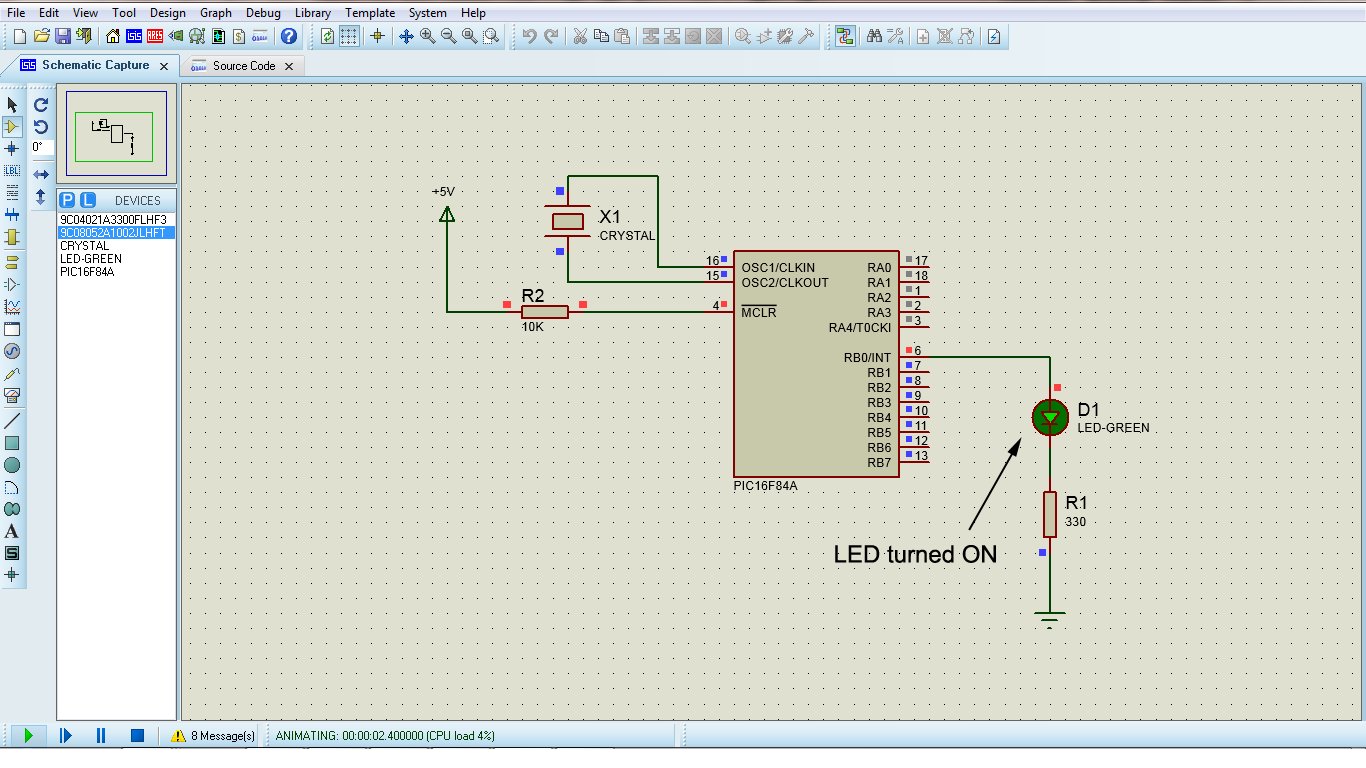 File Edit View Tool Design Graph Debug Library Template System Help
Schematic Capture
Source Code
0°
LBL
P L DEVICES
9C04021A3300FLHF3
9C08052A1002JLHFT
CRYSTAL
LED-GREEN
PIC16F84A
+5V
X1
CRYSTAL
R2
10K
16 OSC1/CLKIN
15 OSC2/CLKOUT
4 MCLR
RA0 17
RA1 18
RA2 1
RA3 2
RA4/T0CKI 3
RB0/INT 6
RB1 7
RB2 8
RB3 9
RB4 10
RB5 11
RB6 12
RB7 13
PIC16F84A
D1
LED-GREEN
R1
330
LED turned ON
8 Message(s)
ANIMATING: 00:00:02.400000 (CPU load 4%)